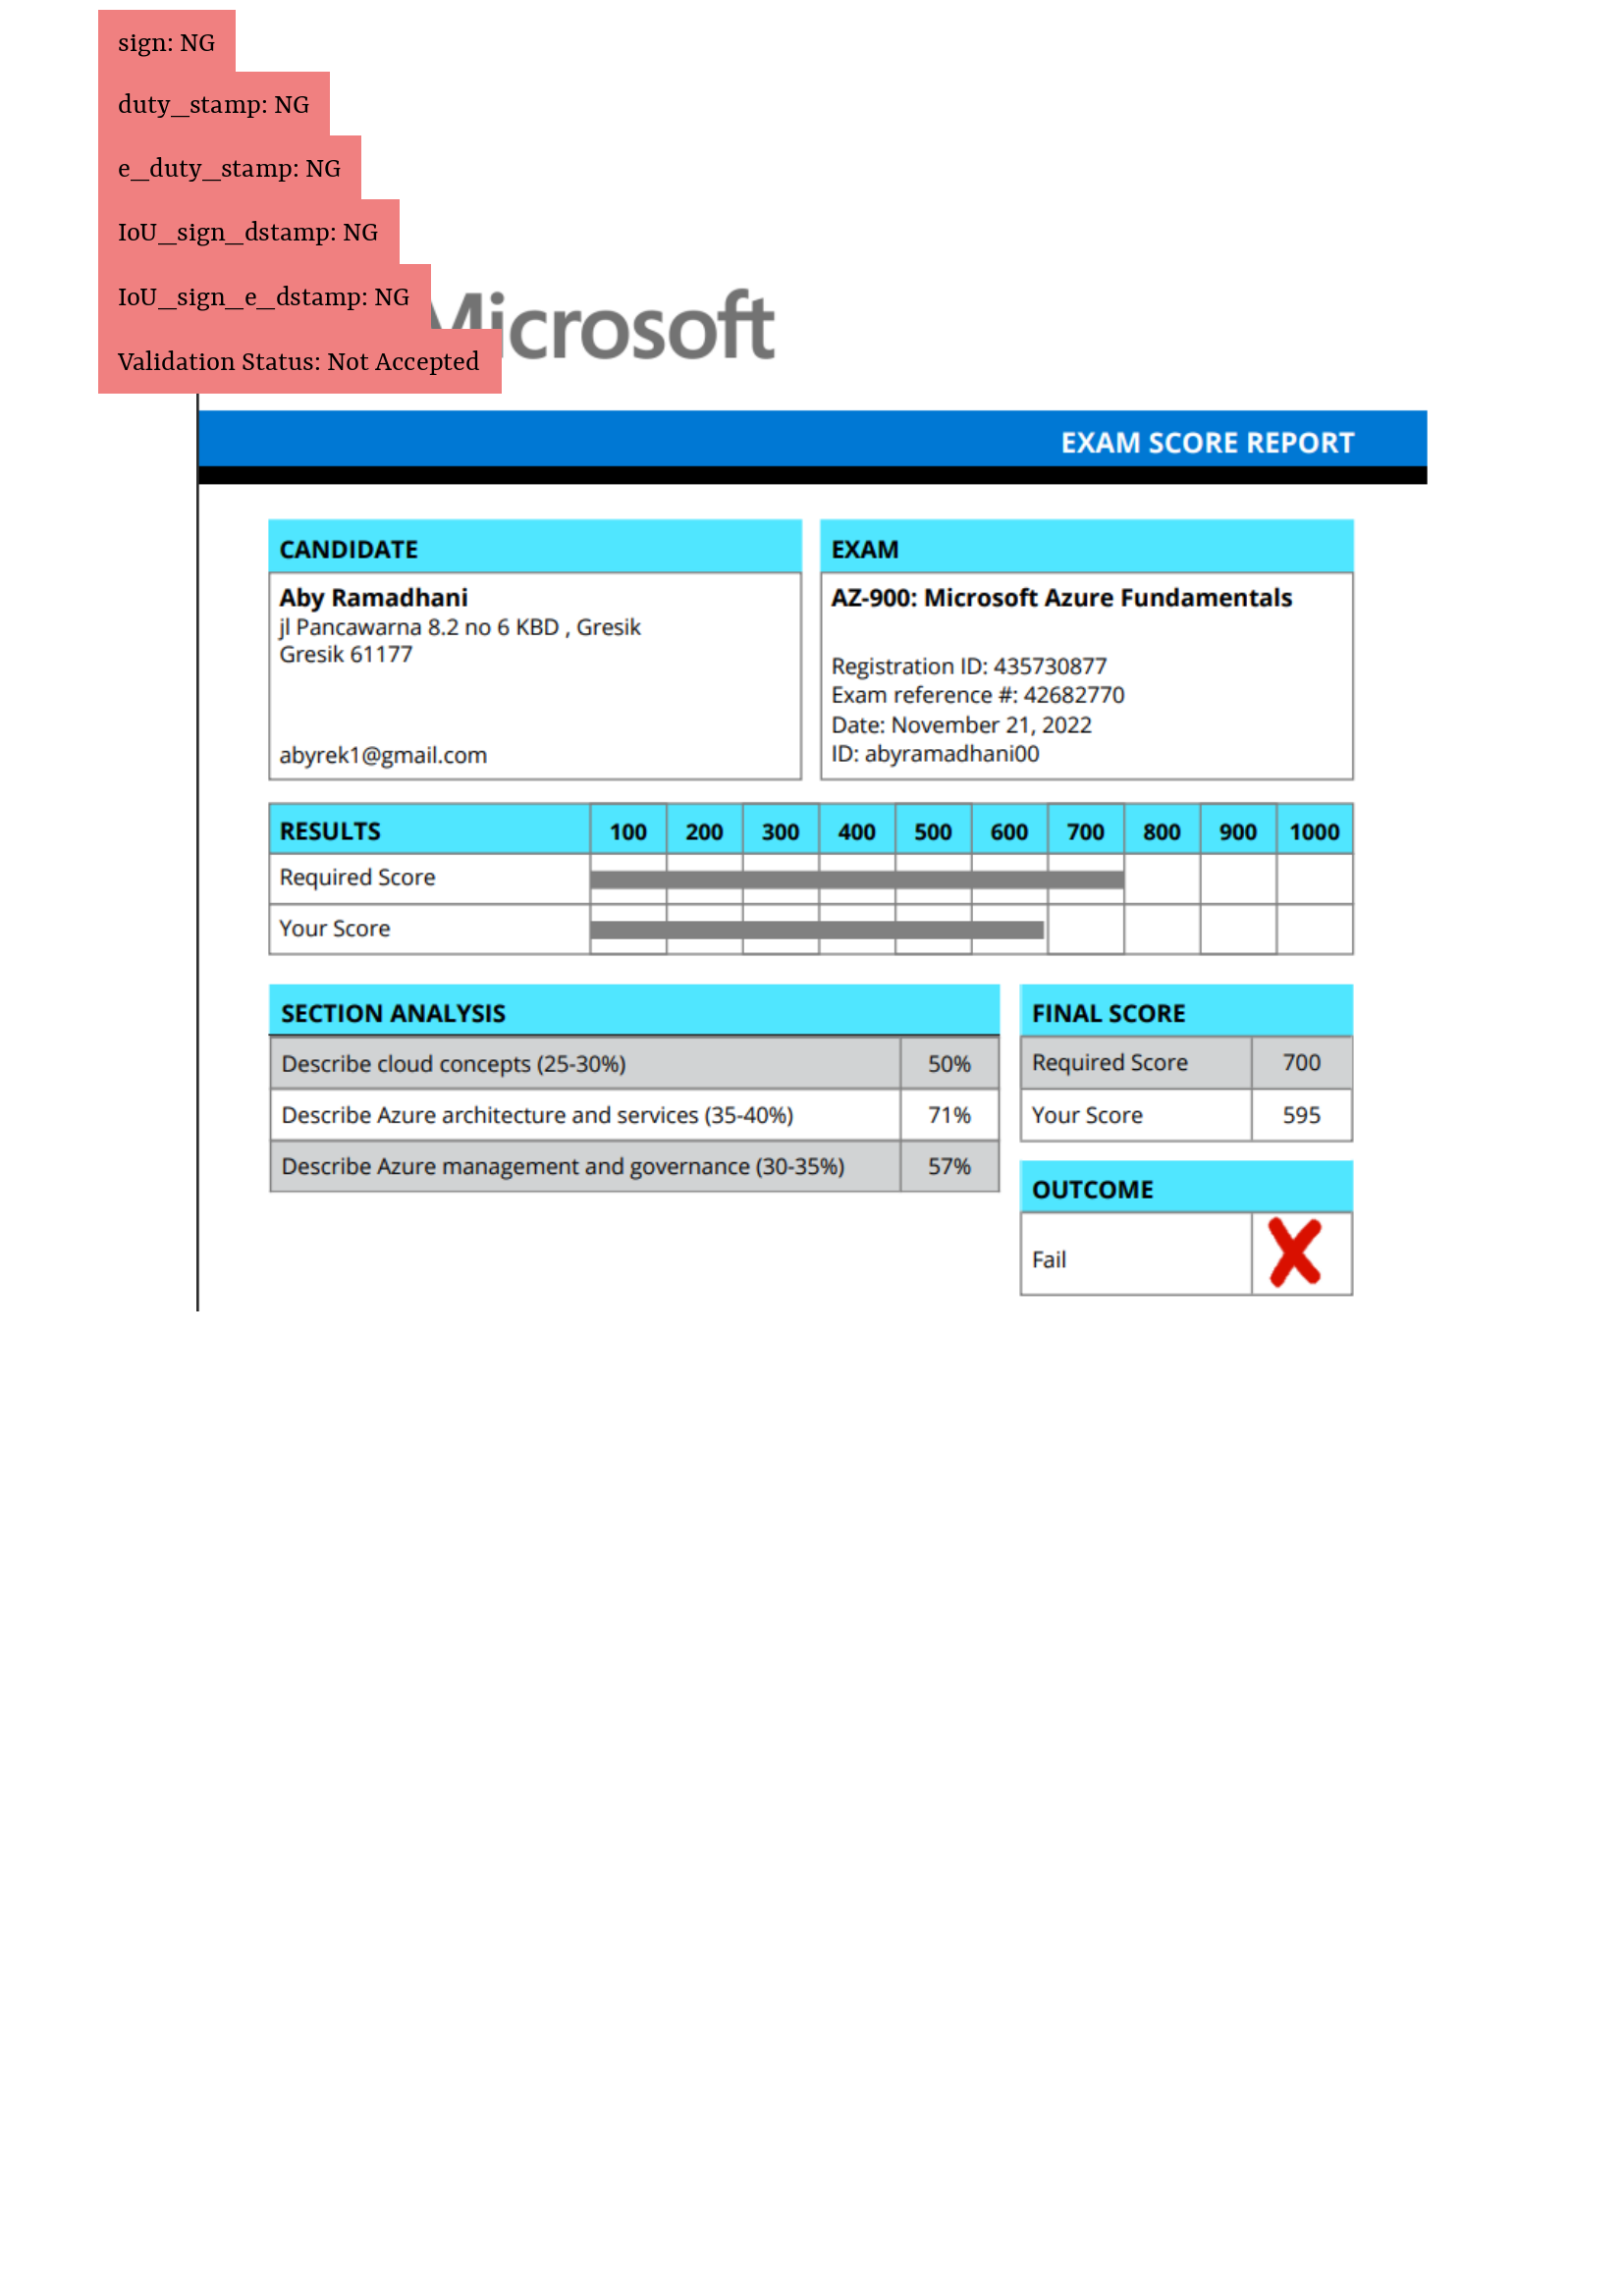 sign: NG
duty_stamp: NG
e_duty_stamp: NG
IoU_sign_dstamp: NG
IoU_sign_e_dstamp: NG
Validation Status: Not Accepted
Microsoft
EXAM SCORE REPORT
CANDIDATE
Aby Ramadhani
jl Pancawarna 8.2 no 6 KBD , Gresik
Gresik 61177
abyrek1@gmail.com
EXAM
AZ-900: Microsoft Azure Fundamentals
Registration ID: 435730877
Exam reference #: 42682770
Date: November 21, 2022
ID: abyramadhani00
RESULTS 100 200 300 400 500 600 700 800 900 1000
Required Score
Your Score
SECTION ANALYSIS
Describe cloud concepts (25-30%) 50%
Describe Azure architecture and services (35-40%) 71%
Describe Azure management and governance (30-35%) 57%
FINAL SCORE
Required Score 700
Your Score 595
OUTCOME
Fail